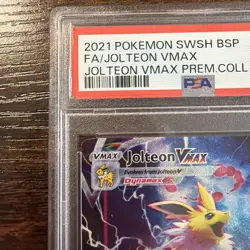 2021 POKEMON SWSH BSP
FA/JOLTEON VMAX
JOLTEON VMAX PREM.COLL
PSA
VMAX Jolteon VMAX
Evolves from Jolteon V
Dynamax